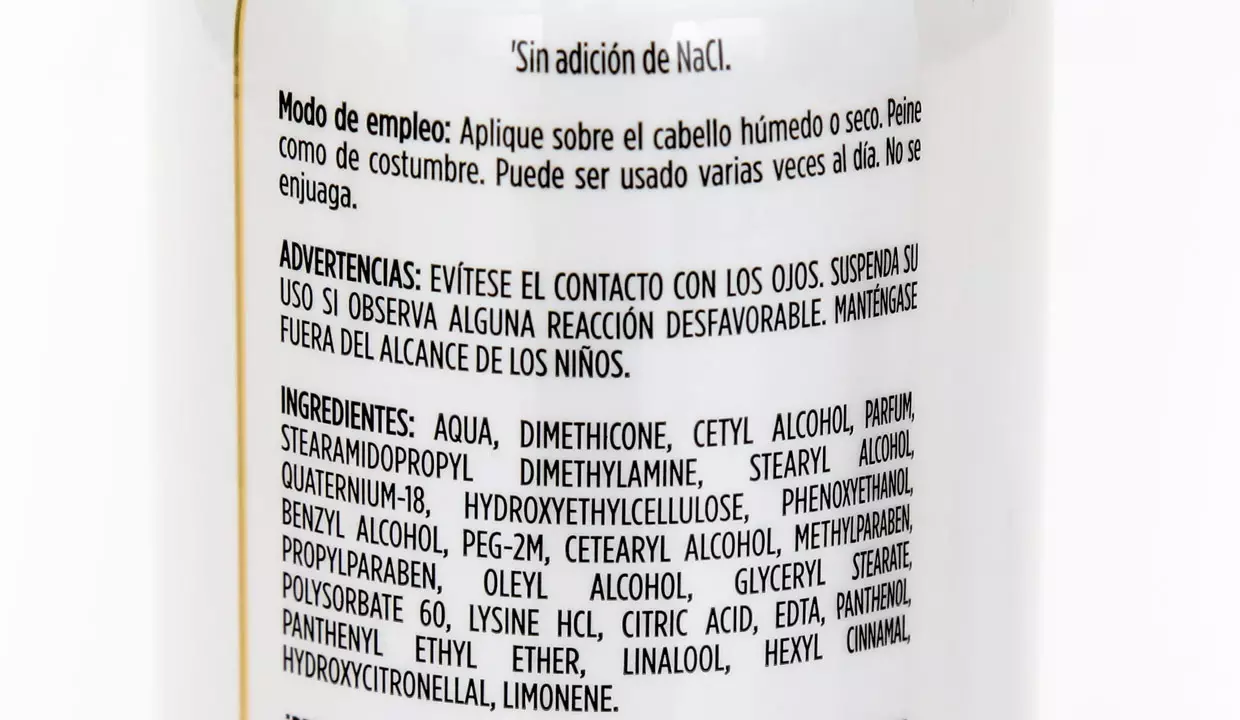 'Sin adición de NaCl.
Modo de empleo: Aplique sobre el cabello húmedo o seco. Peine
como de costumbre. Puede ser usado varias veces al día. No se
enjuaga.
ADVERTENCIAS: EVÍTESE EL CONTACTO CON LOS OJOS. SUSPENDA SU
USO SI OBSERVA ALGUNA REACCIÓN DESFAVORABLE. MANTÉNGASE
FUERA DEL ALCANCE DE LOS NIÑOS.
INGREDIENTES: AQUA, DIMETHICONE, CETYL ALCOHOL, PARFUM,
STEARAMIDOPROPYL DIMETHYLAMINE, STEARYL ALCOHOL,
QUATERNIUM-18, HYDROXYETHYLCELLULOSE, PHENOXYETHANOL,
BENZYL ALCOHOL, PEG-2M, CETEARYL ALCOHOL, METHYLPARABEN,
PROPYLPARABEN, OLEYL ALCOHOL, GLYCERYL STEARATE,
POLYSORBATE 60, LYSINE HCL, CITRIC ACID, EDTA, PANTHENOL,
PANTHENYL ETHYL ETHER, LINALOOL, HEXYL CINNAMAL,
HYDROXYCITRONELLAL, LIMONENE.